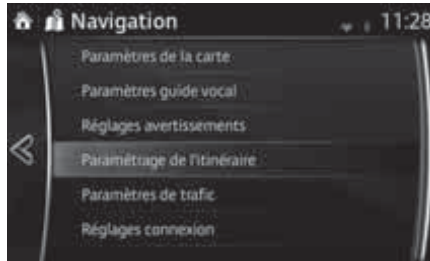 Navigation 11:28
Paramètres de la carte
Paramètres guide vocal
Réglages avertissements
Paramétrage de l'itinéraire
Paramètres de trafic
Réglages connexion